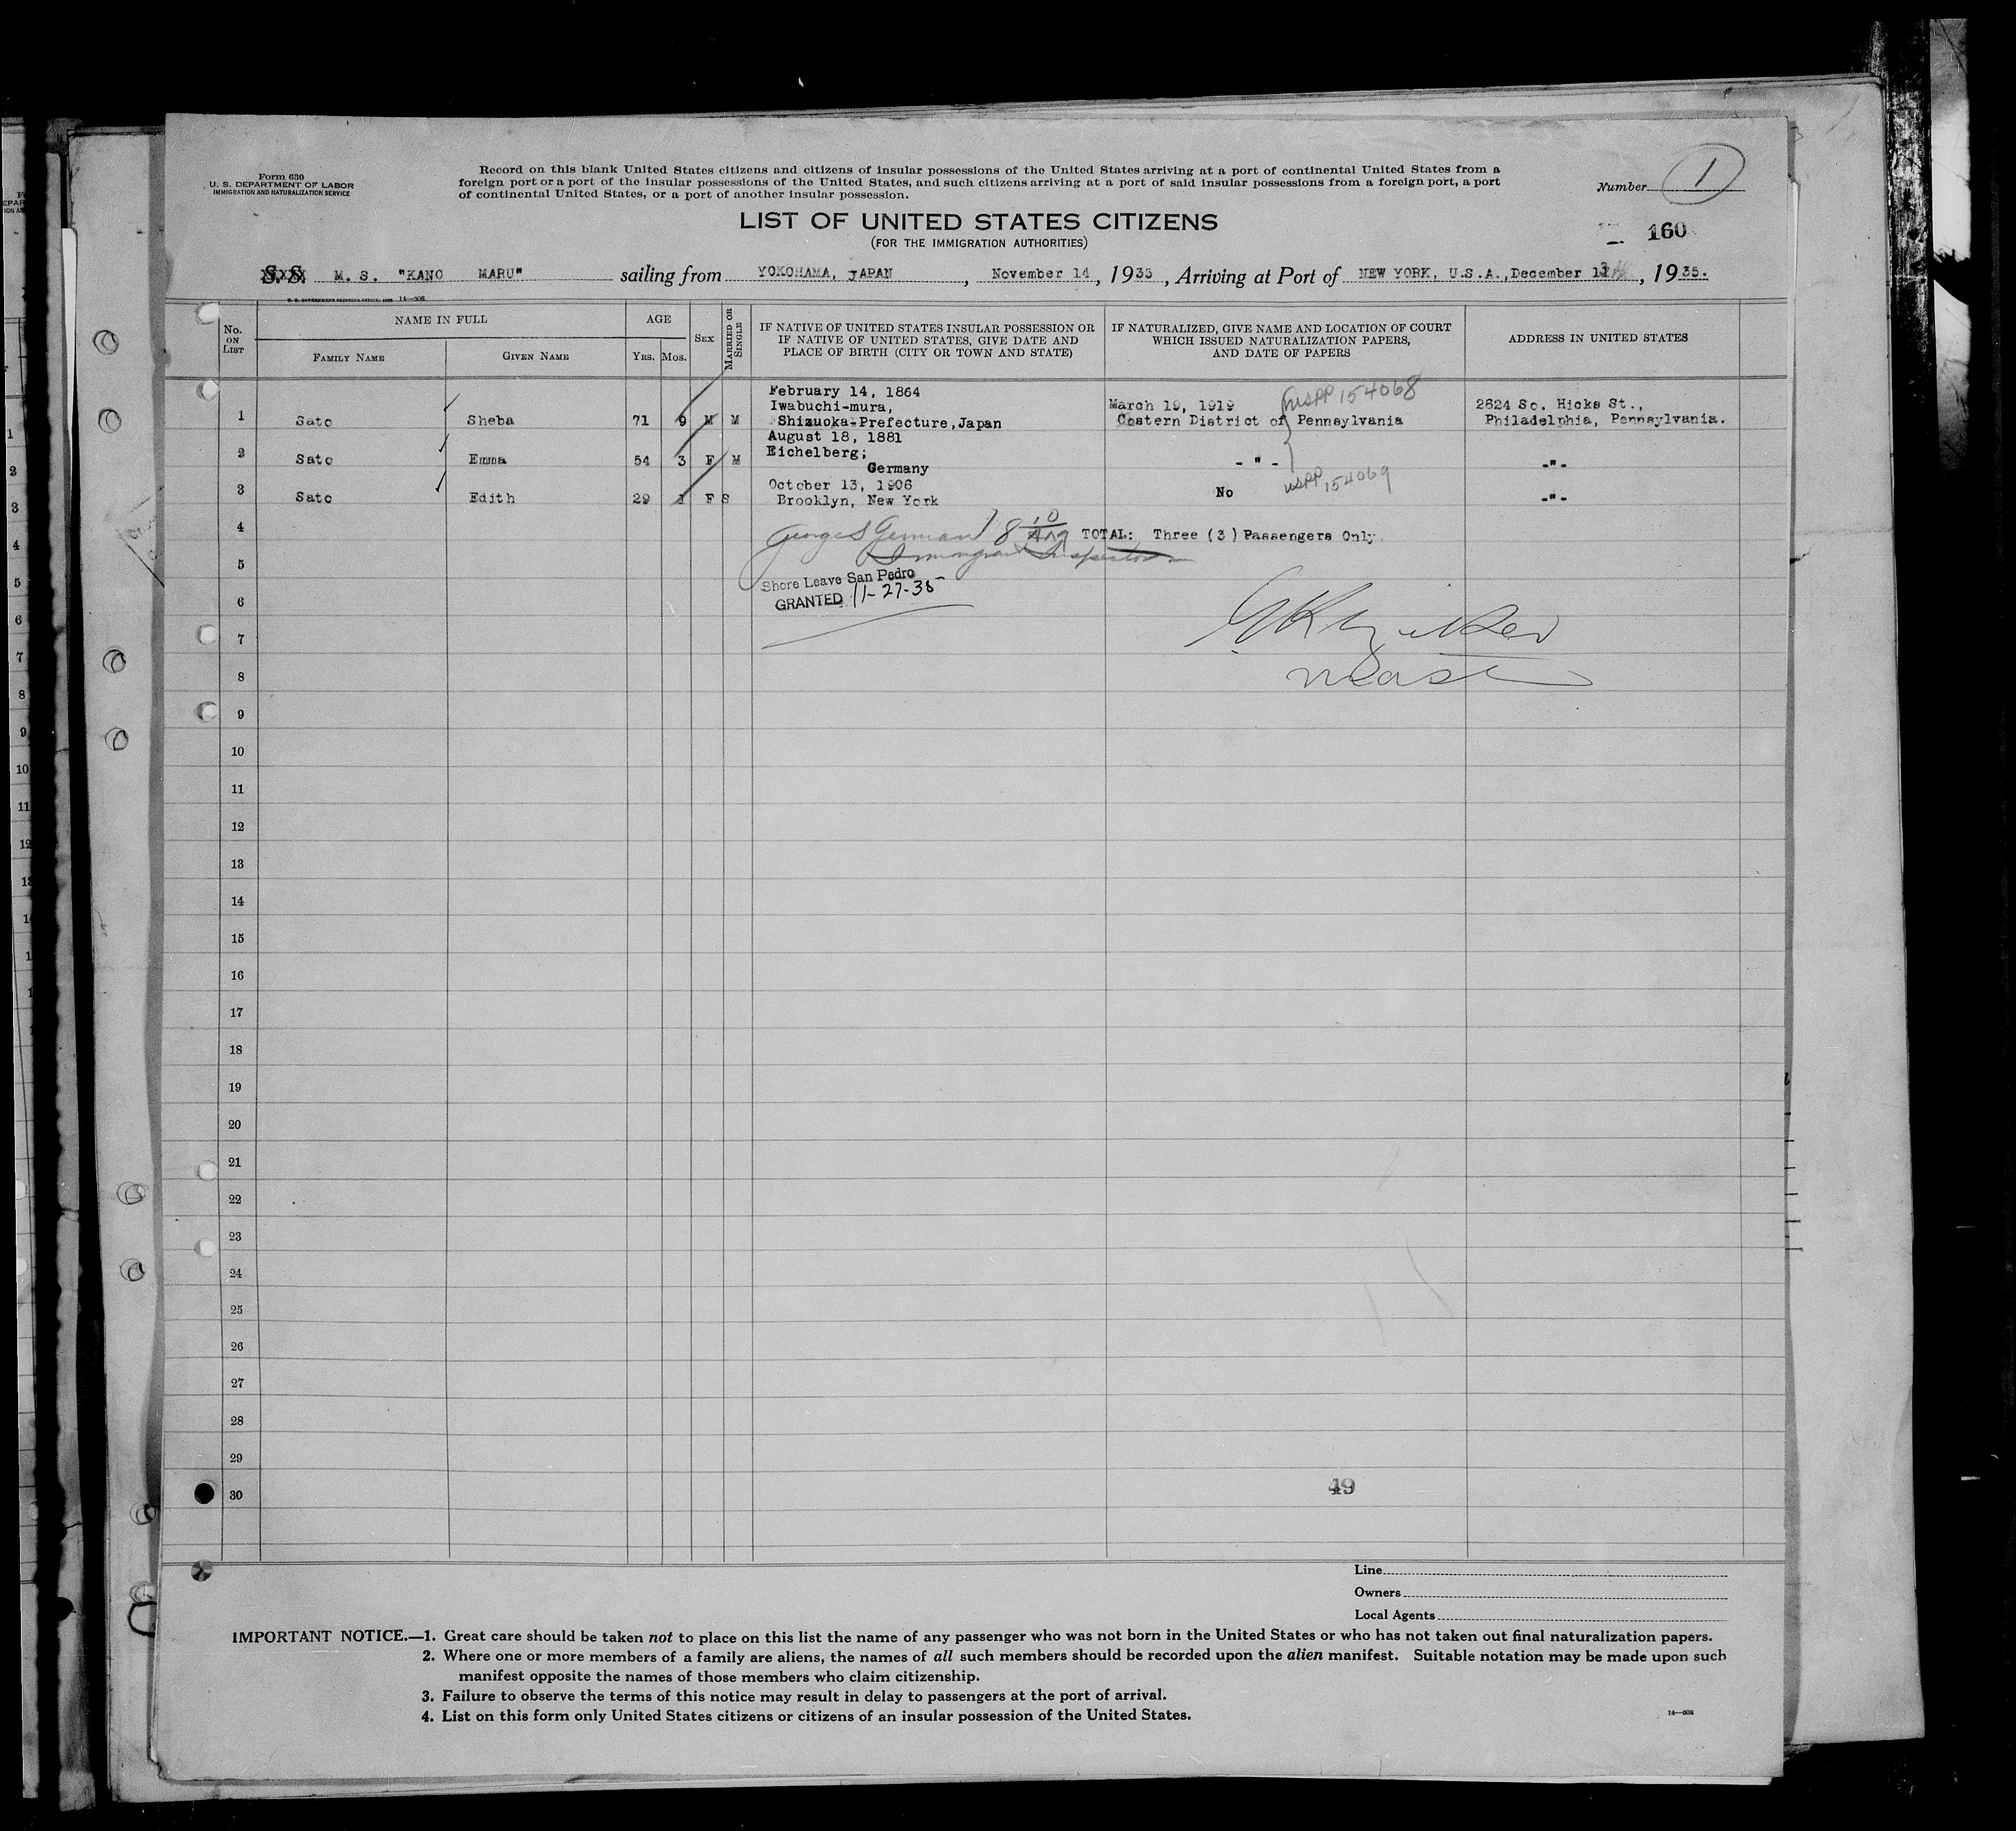 Form 630
U. S. DEPARTMENT OF LABOR
IMMIGRATION AND NATURALIZATION SERVICE
Record on this blank United States citizens and citizens of insular possessions of the United States arriving at a port of continental United States from a
foreign port or a port of the insular possessions of the United States, and such citizens arriving at a port of said insular possessions from a foreign port, a port
of continental United States, or a port of another insular possession.
Number 1
LIST OF UNITED STATES CITIZENS
(FOR THE IMMIGRATION AUTHORITIES)
160
S. S. M. S. "KANO MARU" sailing from YOKOHAMA, JAPAN, November 14, 1935, Arriving at Port of NEW YORK, U.S.A., December 1935.
No. ON LIST
NAME IN FULL
FAMILY NAME
GIVEN NAME
AGE
YRS.
MOS.
SEX
MARRIED OR SINGLE
IF NATIVE OF UNITED STATES INSULAR POSSESSION OR
IF NATIVE OF UNITED STATES, GIVE DATE AND
PLACE OF BIRTH (CITY OR TOWN AND STATE)
IF NATURALIZED, GIVE NAME AND LOCATION OF COURT
WHICH ISSUED NATURALIZATION PAPERS,
AND DATE OF PAPERS
ADDRESS IN UNITED STATES
February 14, 1864
Iwabuchi-mura, March 19, 1919 USPP 154068 2624 So. Hicks St.,
1 Sato Sheba 71 9 M M Shizuoka-Prefecture, Japan Eastern District of Pennsylvania Philadelphia, Pennsylvania.
August 18, 1881
2 Sato Emma 54 3 F M Eichelberg; - " - -"-
Germany
October 13, 1906 USPP 154069
3 Sato Edith 29 1 F S Brooklyn, New York No -"-
4 George S German TOTAL: Three (3) Passengers Only
Immigrant Inspector
5
Shore Leave San Pedro
6 GRANTED 11-27-35
7
8
9
10
11
12
13
14
15
16
17
18
19
20
21
22
23
24
25
26
27
28
29
30
49
Line
Owners
Local Agents
IMPORTANT NOTICE.—1. Great care should be taken not to place on this list the name of any passenger who was not born in the United States or who has not taken out final naturalization papers.
2. Where one or more members of a family are aliens, the names of all such members should be recorded upon the alien manifest. Suitable notation may be made upon such
manifest opposite the names of those members who claim citizenship.
3. Failure to observe the terms of this notice may result in delay to passengers at the port of arrival.
4. List on this form only United States citizens or citizens of an insular possession of the United States.